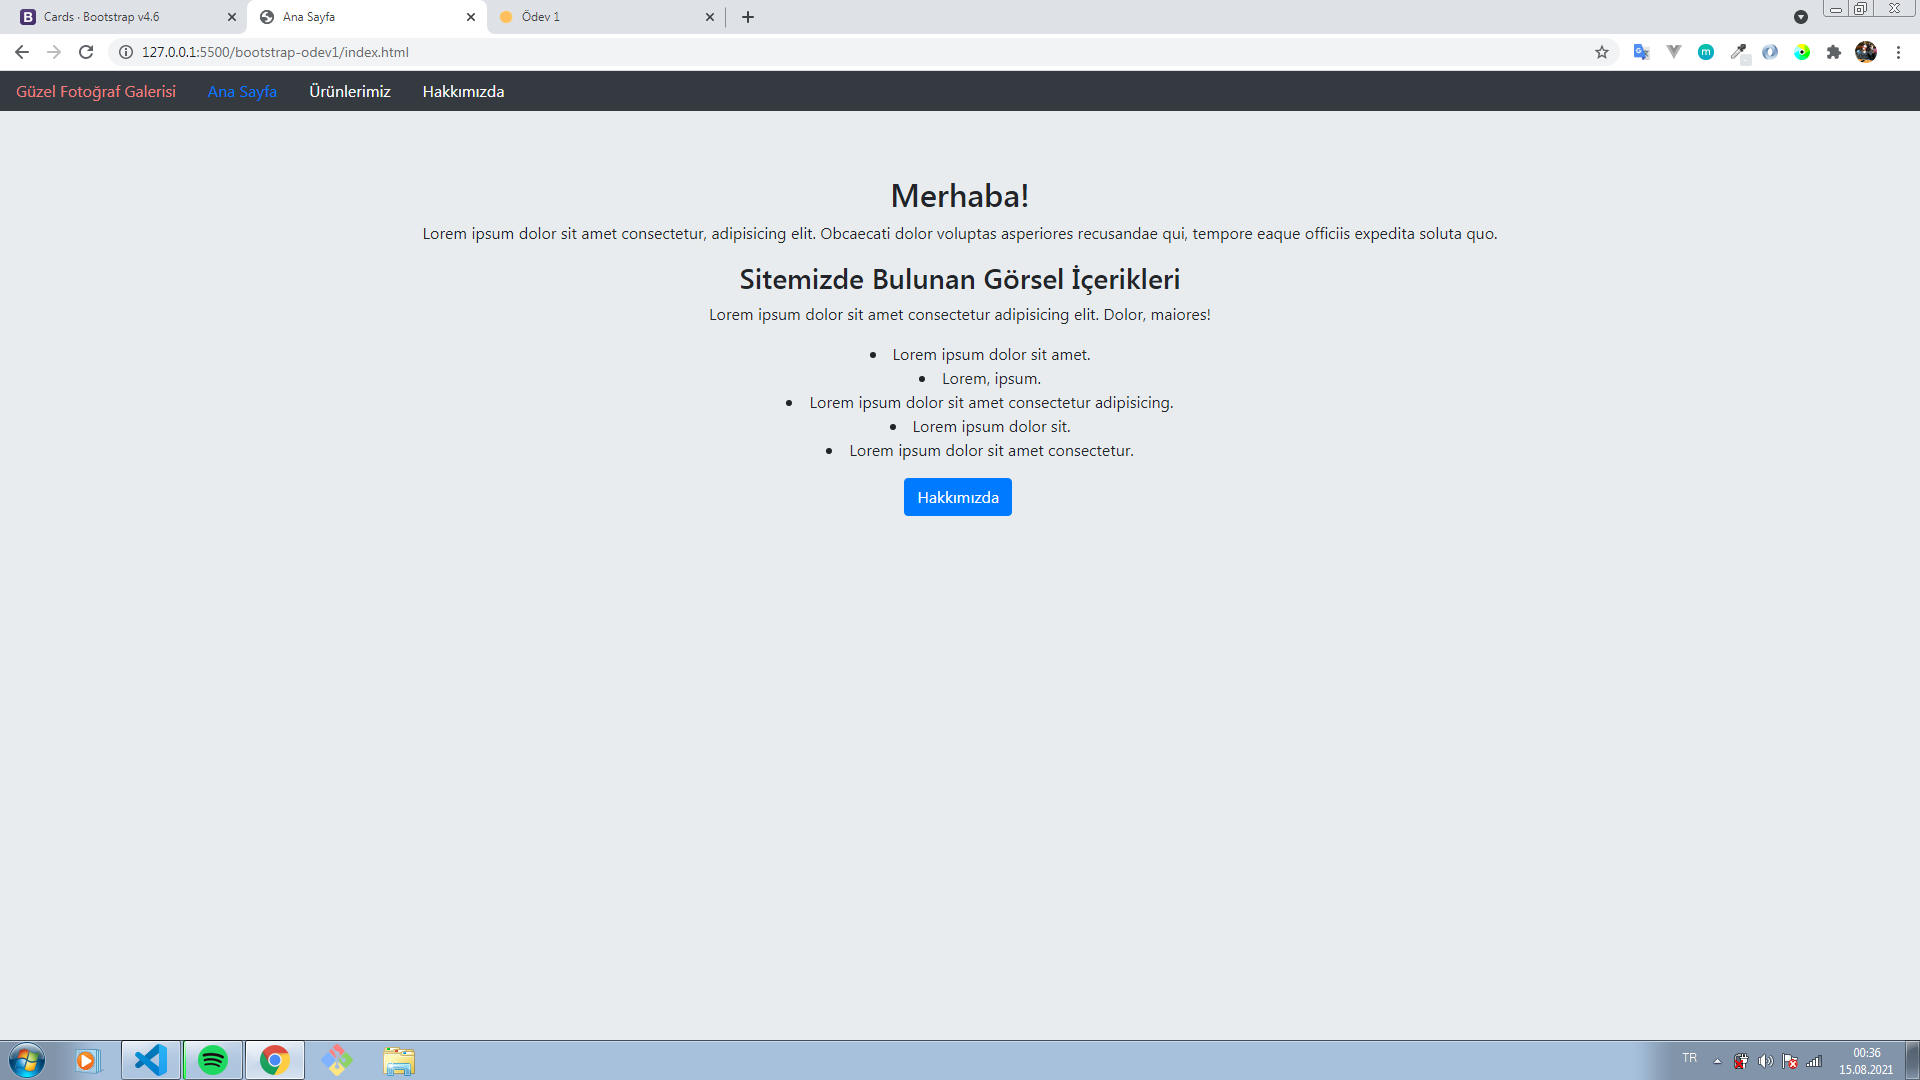 Cards · Bootstrap v4.6
Ana Sayfa
Ödev 1
127.0.0.1:5500/bootstrap-odev1/index.html
Güzel Fotoğraf Galerisi
Ana Sayfa
Ürünlerimiz
Hakkımızda
Merhaba!
Lorem ipsum dolor sit amet consectetur, adipisicing elit. Obcaecati dolor voluptas asperiores recusandae qui, tempore eaque officiis expedita soluta quo.
Sitemizde Bulunan Görsel İçerikleri
Lorem ipsum dolor sit amet consectetur adipisicing elit. Dolor, maiores!
Lorem ipsum dolor sit amet.
Lorem, ipsum.
Lorem ipsum dolor sit amet consectetur adipisicing.
Lorem ipsum dolor sit.
Lorem ipsum dolor sit amet consectetur.
Hakkımızda
TR
00:36
15.08.2021